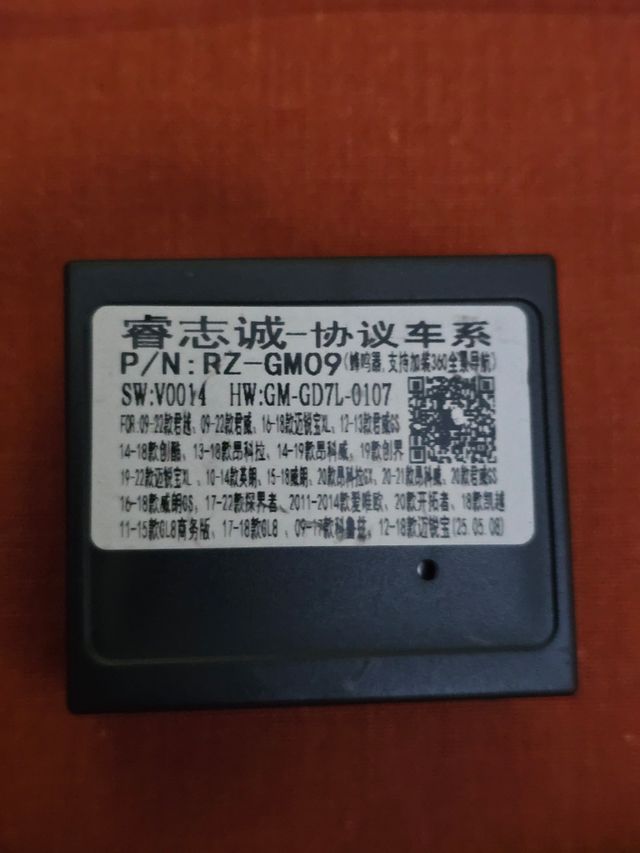 睿志诚-协议车系
P/N:RZ-GM09(蜂鸣器,支持加装360全景导航)
SW:V0014 HW:GM-GD7L-0107
FOR:09-22款君越、09-22款君威、16-18款迈锐宝XL、12-13款君威GS
14-18款创酷、13-18款昂科拉、14-19款昂科威、19款创界
19-22款迈锐宝XL、10-14款英朗、15-18威朗、20款昂科拉GX、20-21款昂科威、20款君威GS
16-18款威朗GS、17-22款探界者、2011-2014款爱唯欧、20款开拓者、18款凯越
11-15款GL8商务版、17-18款GL8、09-17款科鲁兹、12-18款迈锐宝(25.05.08)